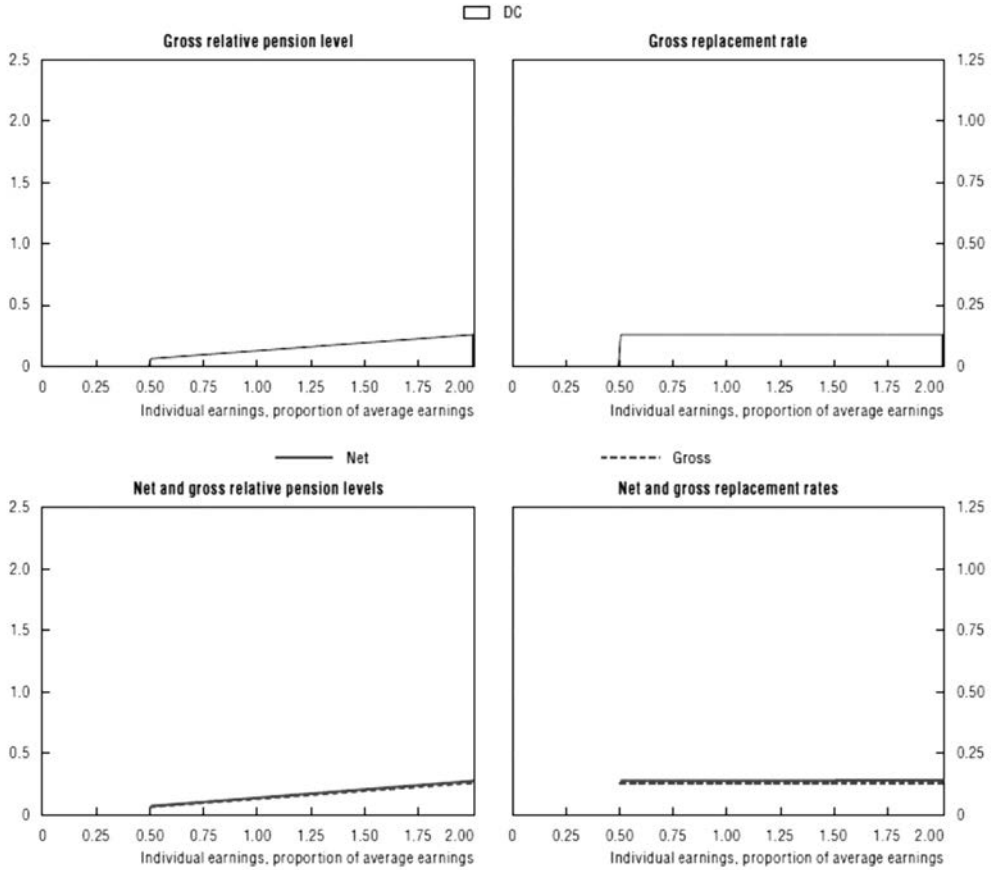 DC
Gross relative pension level
Gross replacement rate
2.5
2.0
1.5
1.0
0.5
0
0 0.25 0.50 0.75 1.00 1.25 1.50 1.75 2.00
Individual earnings, proportion of average earnings
1.25
1.00
0.75
0.50
0.25
0
0 0.25 0.50 0.75 1.00 1.25 1.50 1.75 2.00
Individual earnings, proportion of average earnings
Net
Gross
Net and gross relative pension levels
Net and gross replacement rates
2.5
2.0
1.5
1.0
0.5
0
0 0.25 0.50 0.75 1.00 1.25 1.50 1.75 2.00
Individual earnings, proportion of average earnings
1.25
1.00
0.75
0.50
0.25
0
0 0.25 0.50 0.75 1.00 1.25 1.50 1.75 2.00
Individual earnings, proportion of average earnings